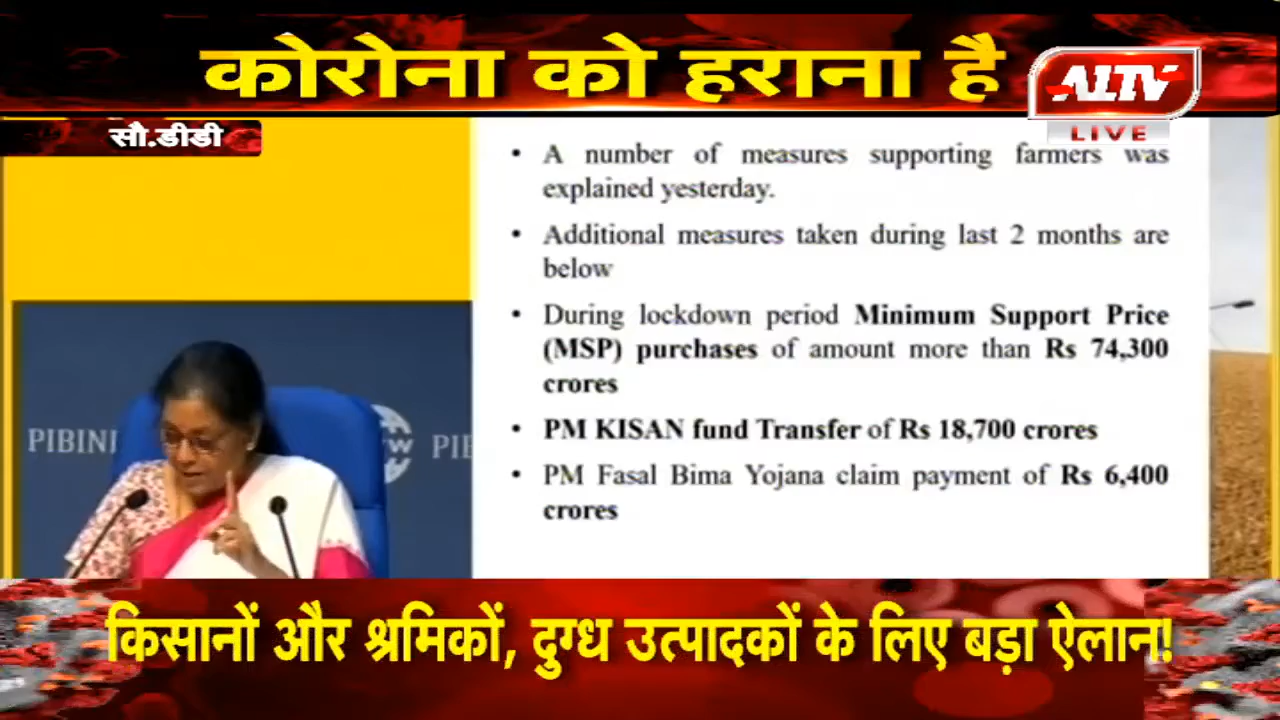 कोरोना को हराना है
ALTV
LIVE
सौ.डीडी
• A number of measures supporting farmers was
explained yesterday.
• Additional measures taken during last 2 months are
below
• During lockdown period Minimum Support Price
(MSP) purchases of amount more than Rs 74,300
crores
• PM KISAN fund Transfer of Rs 18,700 crores
• PM Fasal Bima Yojana claim payment of Rs 6,400
crores
PIBINI
PIB
किसानों और श्रमिकों, दुग्ध उत्पादकों के लिए बड़ा ऐलान!